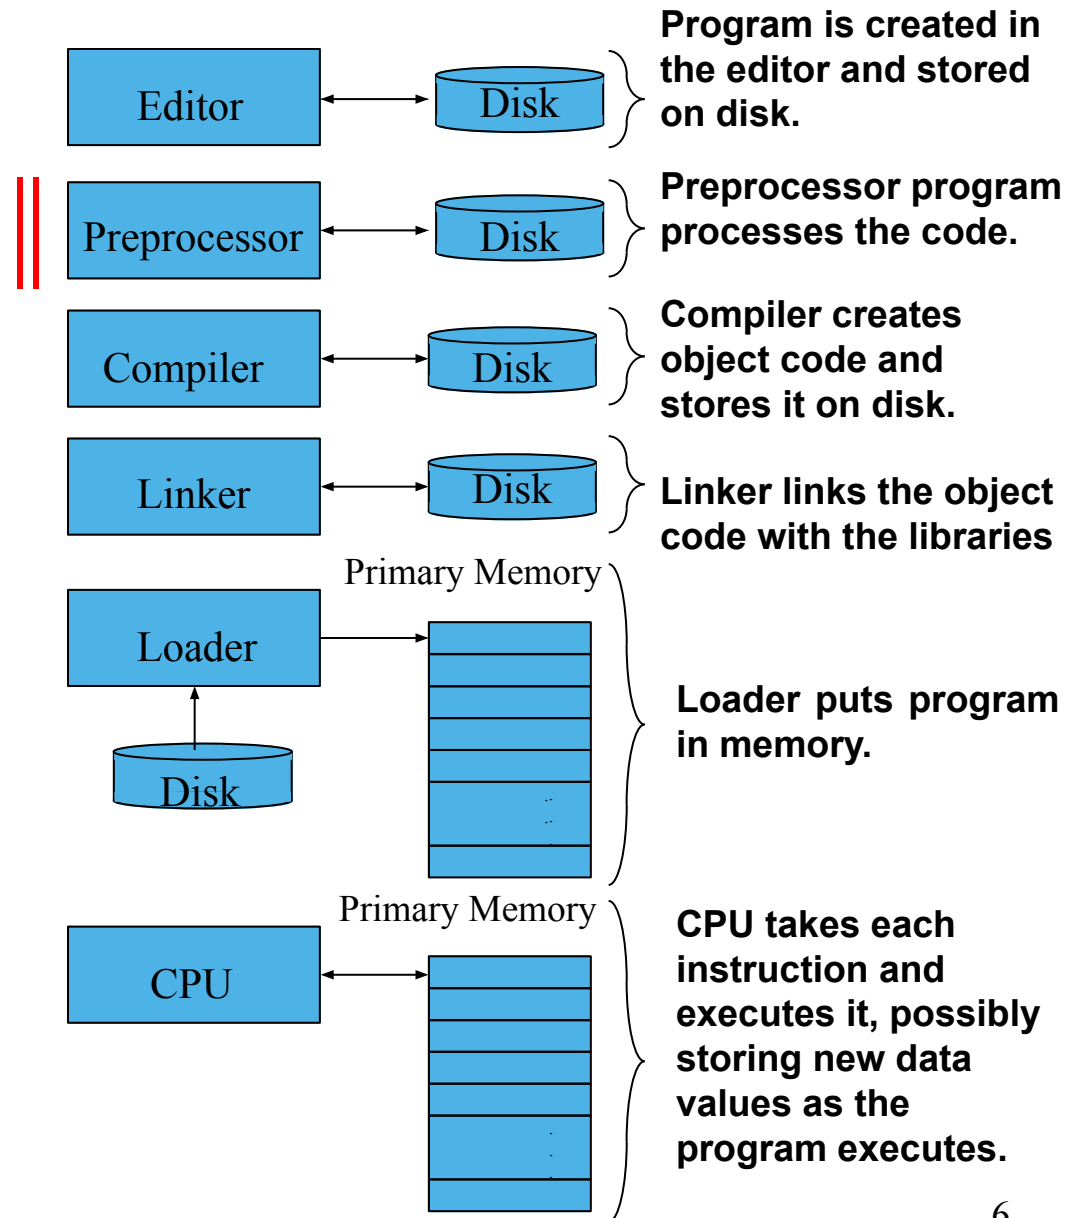 Program is created in
the editor and stored
on disk.
Editor
Disk
Preprocessor program
processes the code.
Preprocessor
Disk
Compiler creates
object code and
stores it on disk.
Compiler
Disk
Linker
Disk
Linker links the object
code with the libraries
Primary Memory
Loader
Disk
Loader puts program
in memory.
Primary Memory
CPU
CPU takes each
instruction and
executes it, possibly
storing new data
values as the
program executes.
6